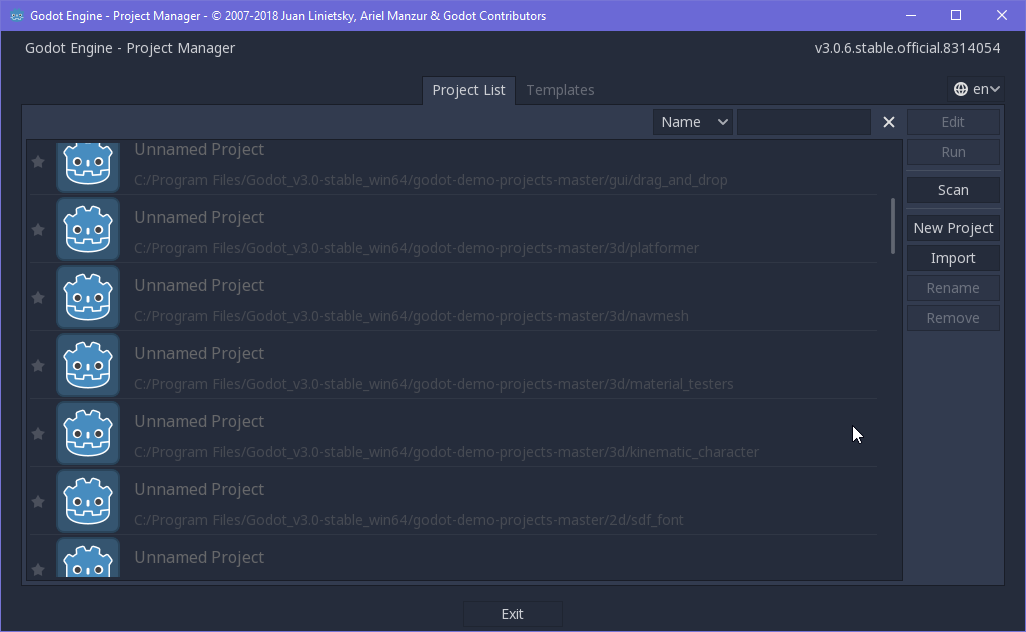 Godot Engine - Project Manager - © 2007-2018 Juan Linietsky, Ariel Manzur & Godot Contributors
Godot Engine - Project Manager
v3.0.6.stable.official.8314054
Project List
Templates
en
Name
Edit
Unnamed Project
C:/Program Files/Godot_v3.0-stable_win64/godot-demo-projects-master/gui/drag_and_drop
Run
Unnamed Project
C:/Program Files/Godot_v3.0-stable_win64/godot-demo-projects-master/3d/platformer
Scan
New Project
Unnamed Project
C:/Program Files/Godot_v3.0-stable_win64/godot-demo-projects-master/3d/navmesh
Import
Rename
Remove
Unnamed Project
C:/Program Files/Godot_v3.0-stable_win64/godot-demo-projects-master/3d/material_testers
Unnamed Project
C:/Program Files/Godot_v3.0-stable_win64/godot-demo-projects-master/3d/kinematic_character
Unnamed Project
C:/Program Files/Godot_v3.0-stable_win64/godot-demo-projects-master/2d/sdf_font
Unnamed Project
Exit